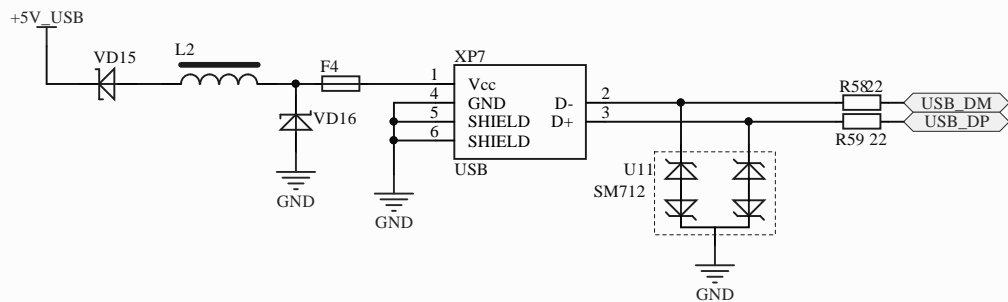 +5V_USB
VD15
L2
F4
VD16
GND
XP7
1 Vcc
4 GND
5 SHIELD
6 SHIELD
D- 2
D+ 3
USB
GND
R58 22
USB_DM
USB_DP
R59 22
U11
SM712
GND